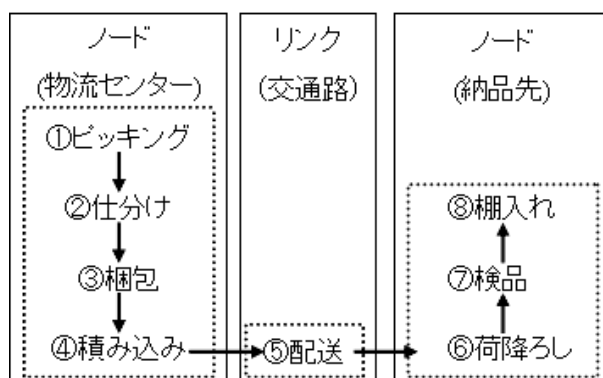 ノード
(物流センター)
①ピッキング
②仕分け
③梱包
④積み込み
リンク
(交通路)
⑤配送
ノード
(納品先)
⑧棚入れ
⑦検品
⑥荷降ろし